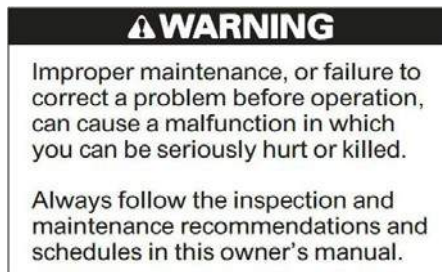 WARNING
Improper maintenance, or failure to
correct a problem before operation,
can cause a malfunction in which
you can be seriously hurt or killed.
Always follow the inspection and
maintenance recommendations and
schedules in this owner's manual.